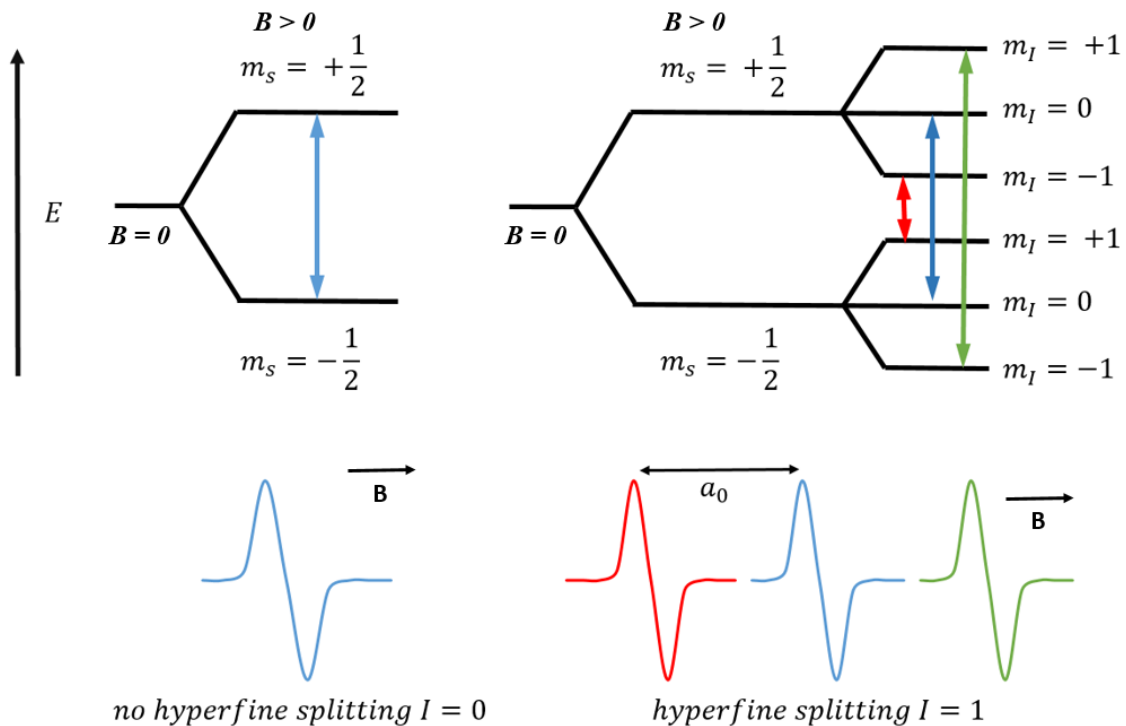 B > 0
m_s = +1/2
E
B = 0
m_s = −1/2
B > 0
m_s = +1/2
B = 0
m_s = −1/2
m_I = +1
m_I = 0
m_I = −1
m_I = +1
m_I = 0
m_I = −1
B
no hyperfine splitting I = 0
a_0
B
hyperfine splitting I = 1